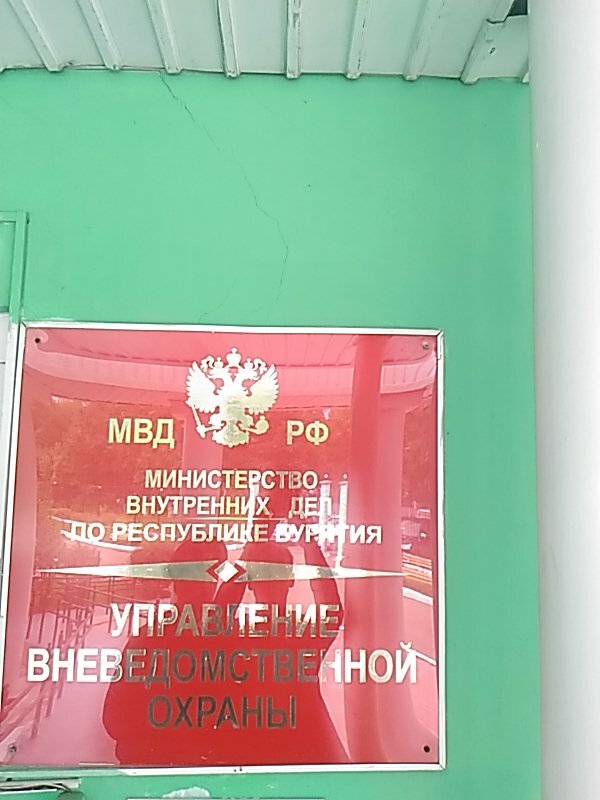 МВД РФ
МИНИСТЕРСТВО
ВНУТРЕННИХ ДЕЛ
ПО РЕСПУБЛИКЕ БУРЯТИЯ
УПРАВЛЕНИЕ
ВНЕВЕДОМСТВЕННОЙ
ОХРАНЫ